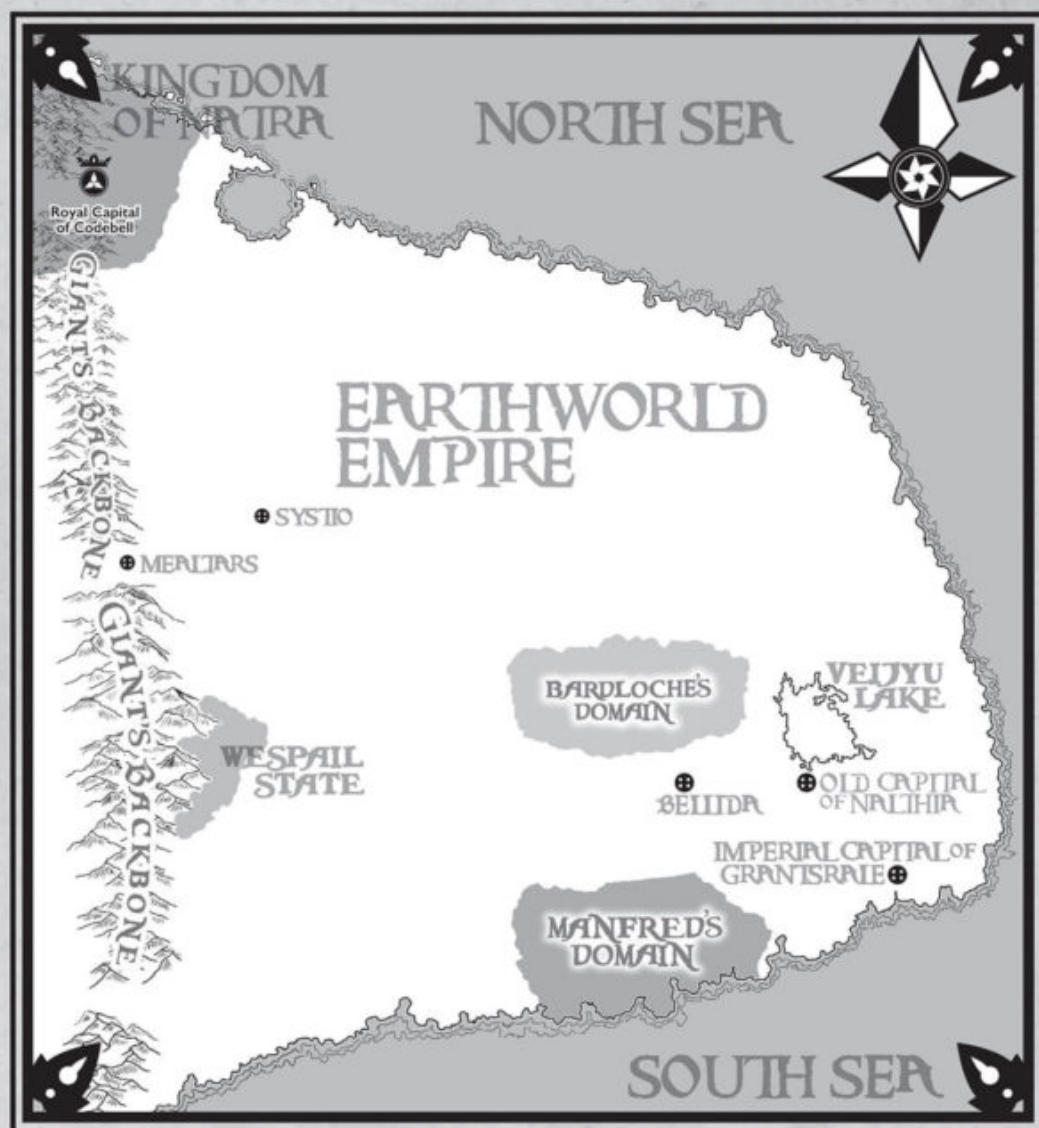 KINGDOM
OF NATRA
NORTH SEA
Royal Capital
of Codebell
GIANT'S BACKBONE
EARTHWORLD
EMPIRE
SYSTIO
MEALTARS
GIANT'S BACKBONE
BARDLOCHE'S
DOMAIN
VEIJYU
LAKE
WESPAIL
STATE
BELLIDA
OLD CAPITAL
OF NALTHIA
IMPERIAL CAPITAL OF
GRANTSRALE
MANFRED'S
DOMAIN
SOUTH SEA